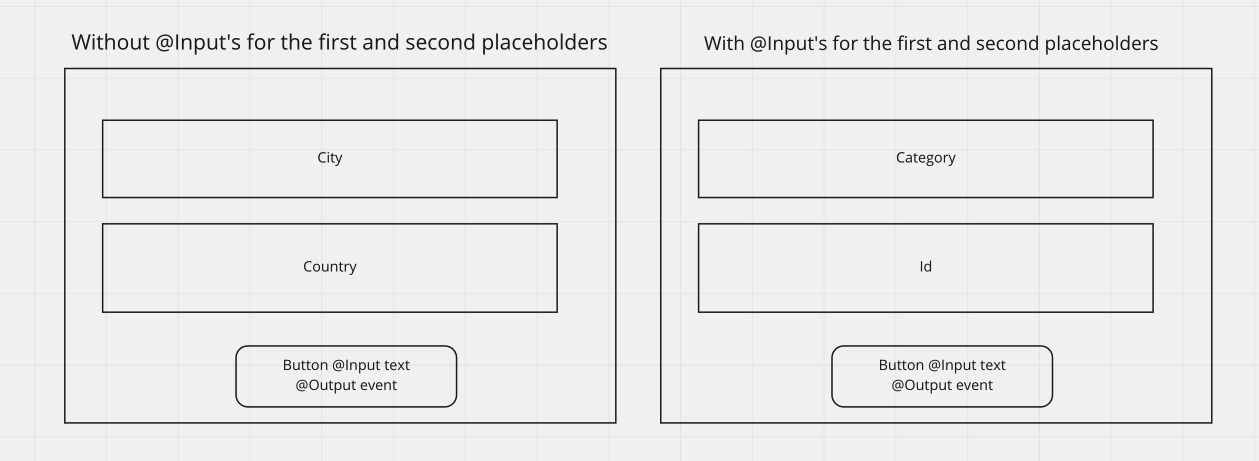 Without @Input's for the first and second placeholders
City
Country
Button @Input text
@Output event
With @Input's for the first and second placeholders
Category
Id
Button @Input text
@Output event